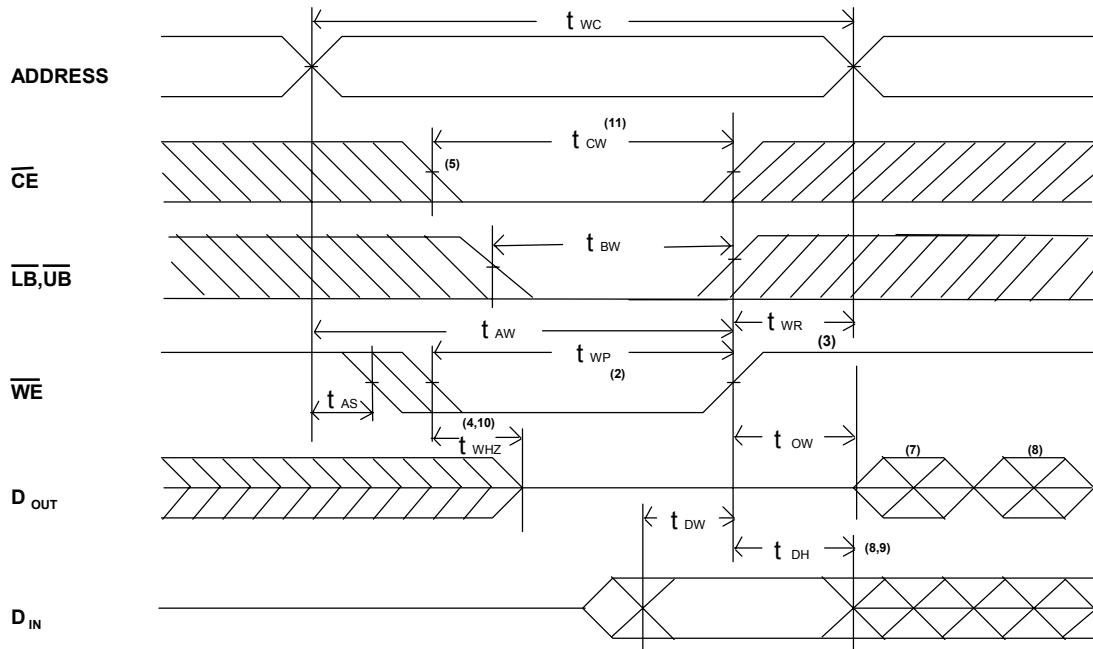 t WC
ADDRESS
t CW (11)
CE (5)
t BW
LB,UB
t AW
t WR
t WP (2)
(3)
WE
t AS
(4,10)
t WHZ
t OW
(7)
(8)
D OUT
t DW
t DH
(8,9)
D IN